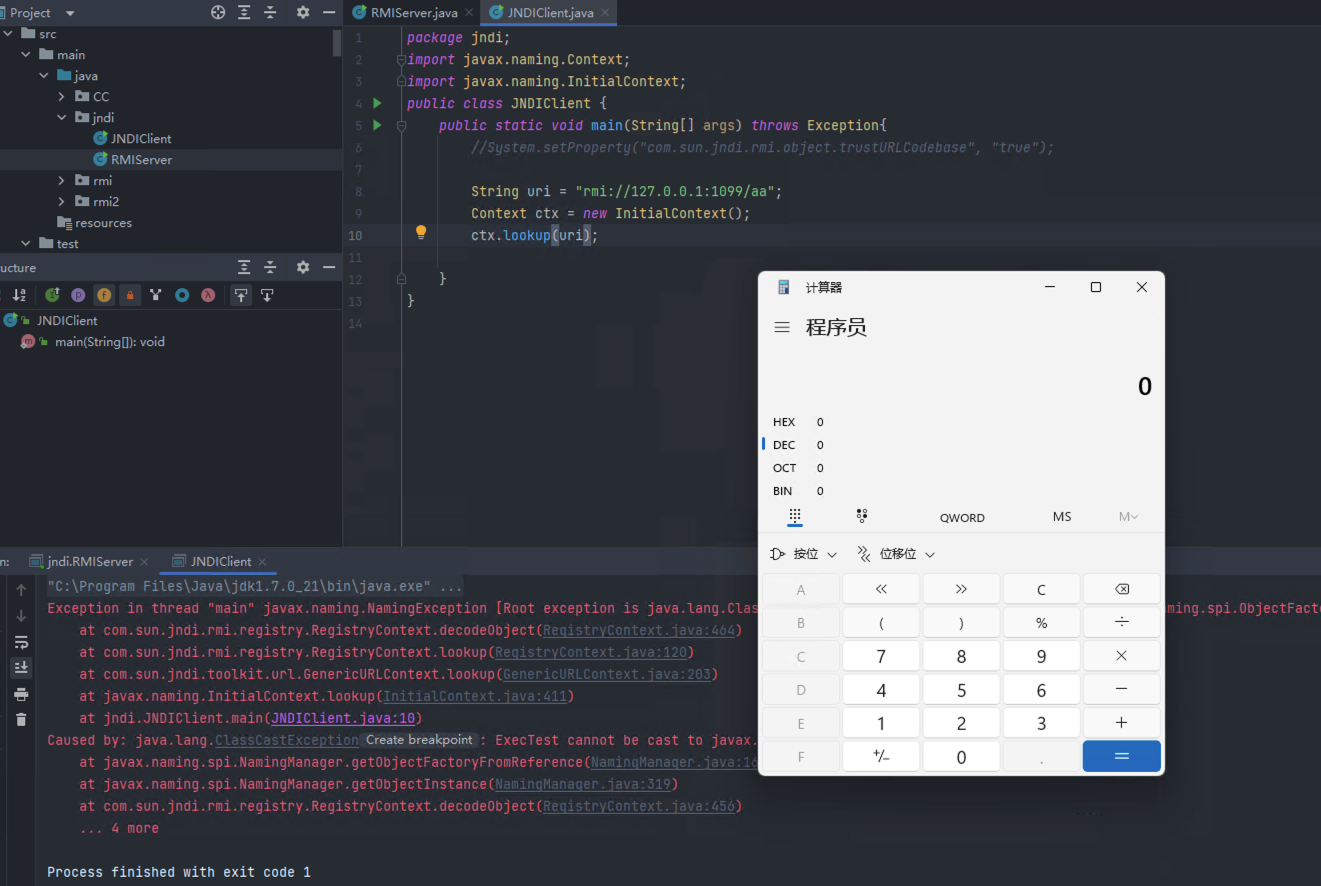 Project
src
main
java
CC
jndi
JNDIClient
RMIServer
rmi
rmi2
resources
test
ucture
JNDIClient
main(String[]): void
RMIServer.java
JNDIClient.java
1 package jndi;
2 import javax.naming.Context;
3 import javax.naming.InitialContext;
4 public class JNDIClient {
5 public static void main(String[] args) throws Exception{
6 //System.setProperty("com.sun.jndi.rmi.object.trustURLCodebase", "true");
7
8 String uri = "rmi://127.0.0.1:1099/aa";
9 Context ctx = new InitialContext();
10 ctx.lookup(uri);
11
12 }
13 }
14
n: jndi.RMIServer JNDIClient
"C:\Program Files\Java\jdk1.7.0_21\bin\java.exe" ...
Exception in thread "main" javax.naming.NamingException [Root exception is java.lang.Clas ming.spi.ObjectFact
at com.sun.jndi.rmi.registry.RegistryContext.decodeObject(RegistryContext.java:464)
at com.sun.jndi.rmi.registry.RegistryContext.lookup(RegistryContext.java:120)
at com.sun.jndi.toolkit.url.GenericURLContext.lookup(GenericURLContext.java:203)
at javax.naming.InitialContext.lookup(InitialContext.java:411)
at jndi.JNDIClient.main(JNDIClient.java:10)
Caused by: java.lang.ClassCastException Create breakpoint : ExecTest cannot be cast to javax.
at javax.naming.spi.NamingManager.getObjectFactoryFromReference(NamingManager.java:16
at javax.naming.spi.NamingManager.getObjectInstance(NamingManager.java:319)
at com.sun.jndi.rmi.registry.RegistryContext.decodeObject(RegistryContext.java:456)
... 4 more
Process finished with exit code 1
计算器
程序员
0
HEX 0
DEC 0
OCT 0
BIN 0
QWORD MS M
按位 位移位
A << >> C
B ( ) % ÷
C 7 8 9 ×
D 4 5 6 −
E 1 2 3 +
F +/− 0 . =